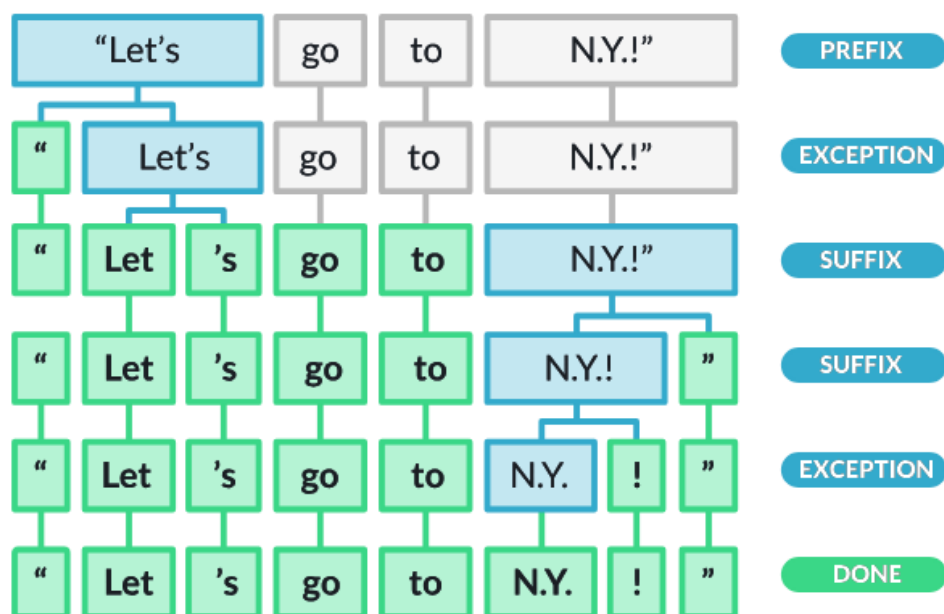 “Let’s go to N.Y.!” PREFIX
“ Let’s go to N.Y.!” EXCEPTION
“ Let ’s go to N.Y.!” SUFFIX
“ Let ’s go to N.Y.! ” SUFFIX
“ Let ’s go to N.Y. ! ” EXCEPTION
“ Let ’s go to N.Y. ! ” DONE